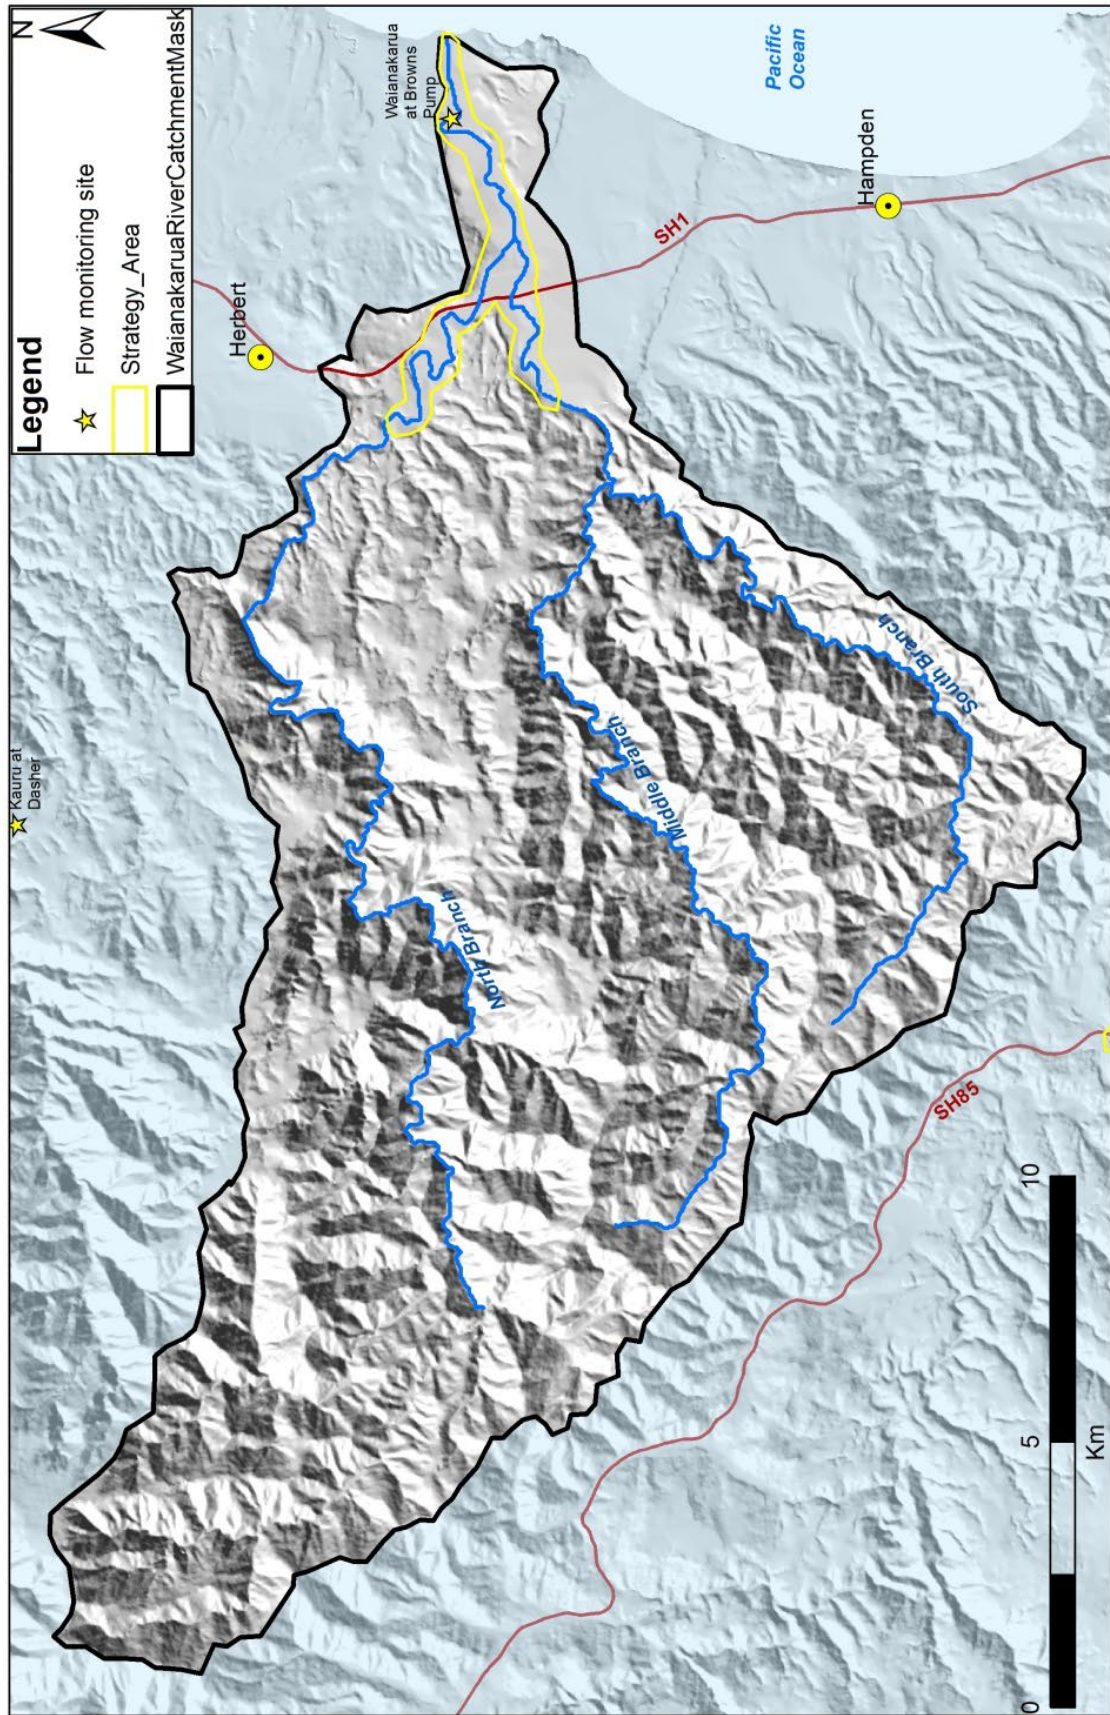 N
Legend
Flow monitoring site
Strategy_Area
WaianakaruaRiverCatchmentMask
Kauru at
Dasher
Herbert
Waianakarua
at Browns
Pump
Pacific
Ocean
SH1
Hampden
North Branch
Middle Branch
South Branch
SH85
0
5
10
Km